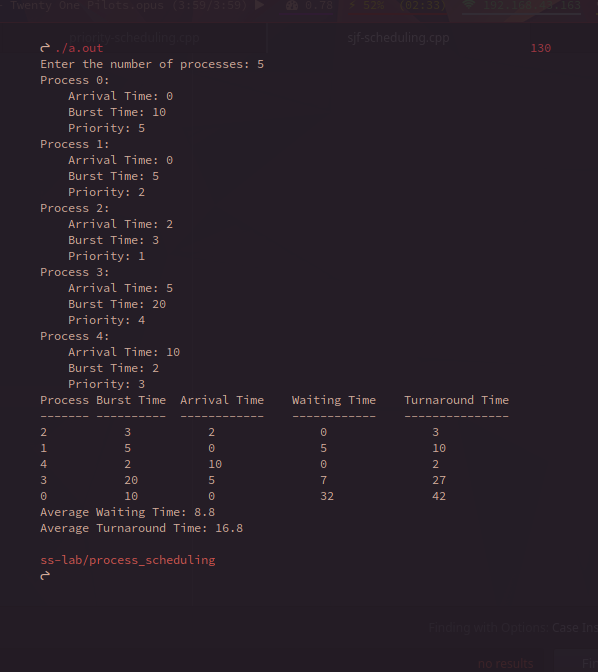 Twenty One Pilots opus (3:59/3:59) 0.78 52% (02:33) 192.168.43.163
priority-scheduling.cpp sjf-scheduling.cpp
./a.out 130
Enter the number of processes: 5
Process 0:
Arrival Time: 0
Burst Time: 10
Priority: 5
Process 1:
Arrival Time: 0
Burst Time: 5
Priority: 2
Process 2:
Arrival Time: 2
Burst Time: 3
Priority: 1
Process 3:
Arrival Time: 5
Burst Time: 20
Priority: 4
Process 4:
Arrival Time: 10
Burst Time: 2
Priority: 3
Process Burst Time Arrival Time Waiting Time Turnaround Time
------- ---------- ------------ ------------ ---------------
2 3 2 0 3
1 5 0 5 10
4 2 10 0 2
3 20 5 7 27
0 10 0 32 42
Average Waiting Time: 8.8
Average Turnaround Time: 16.8
ss-lab/process_scheduling
Finding with Options: Case Ins
no results Fi